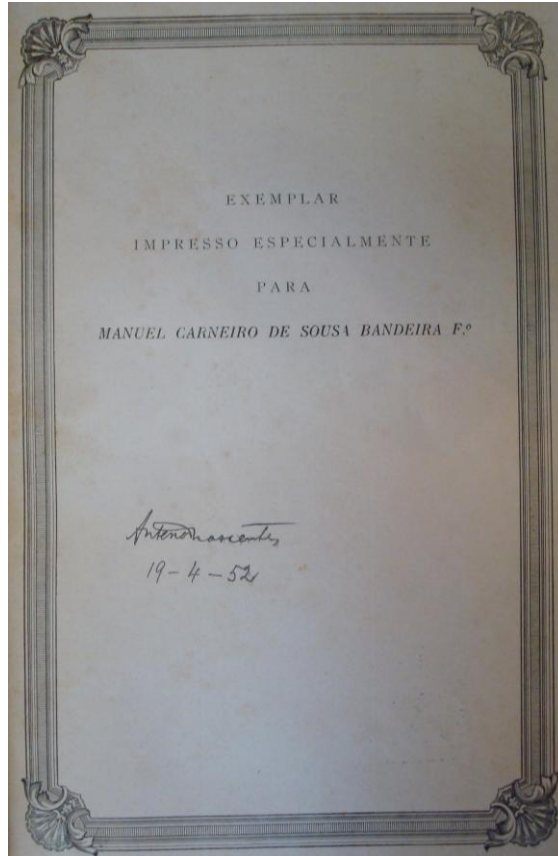 EXEMPLAR
IMPRESSO ESPECIALMENTE
PARA
MANUEL CARNEIRO DE SOUSA BANDEIRA F.º
Antenor Nascentes
19-4-52